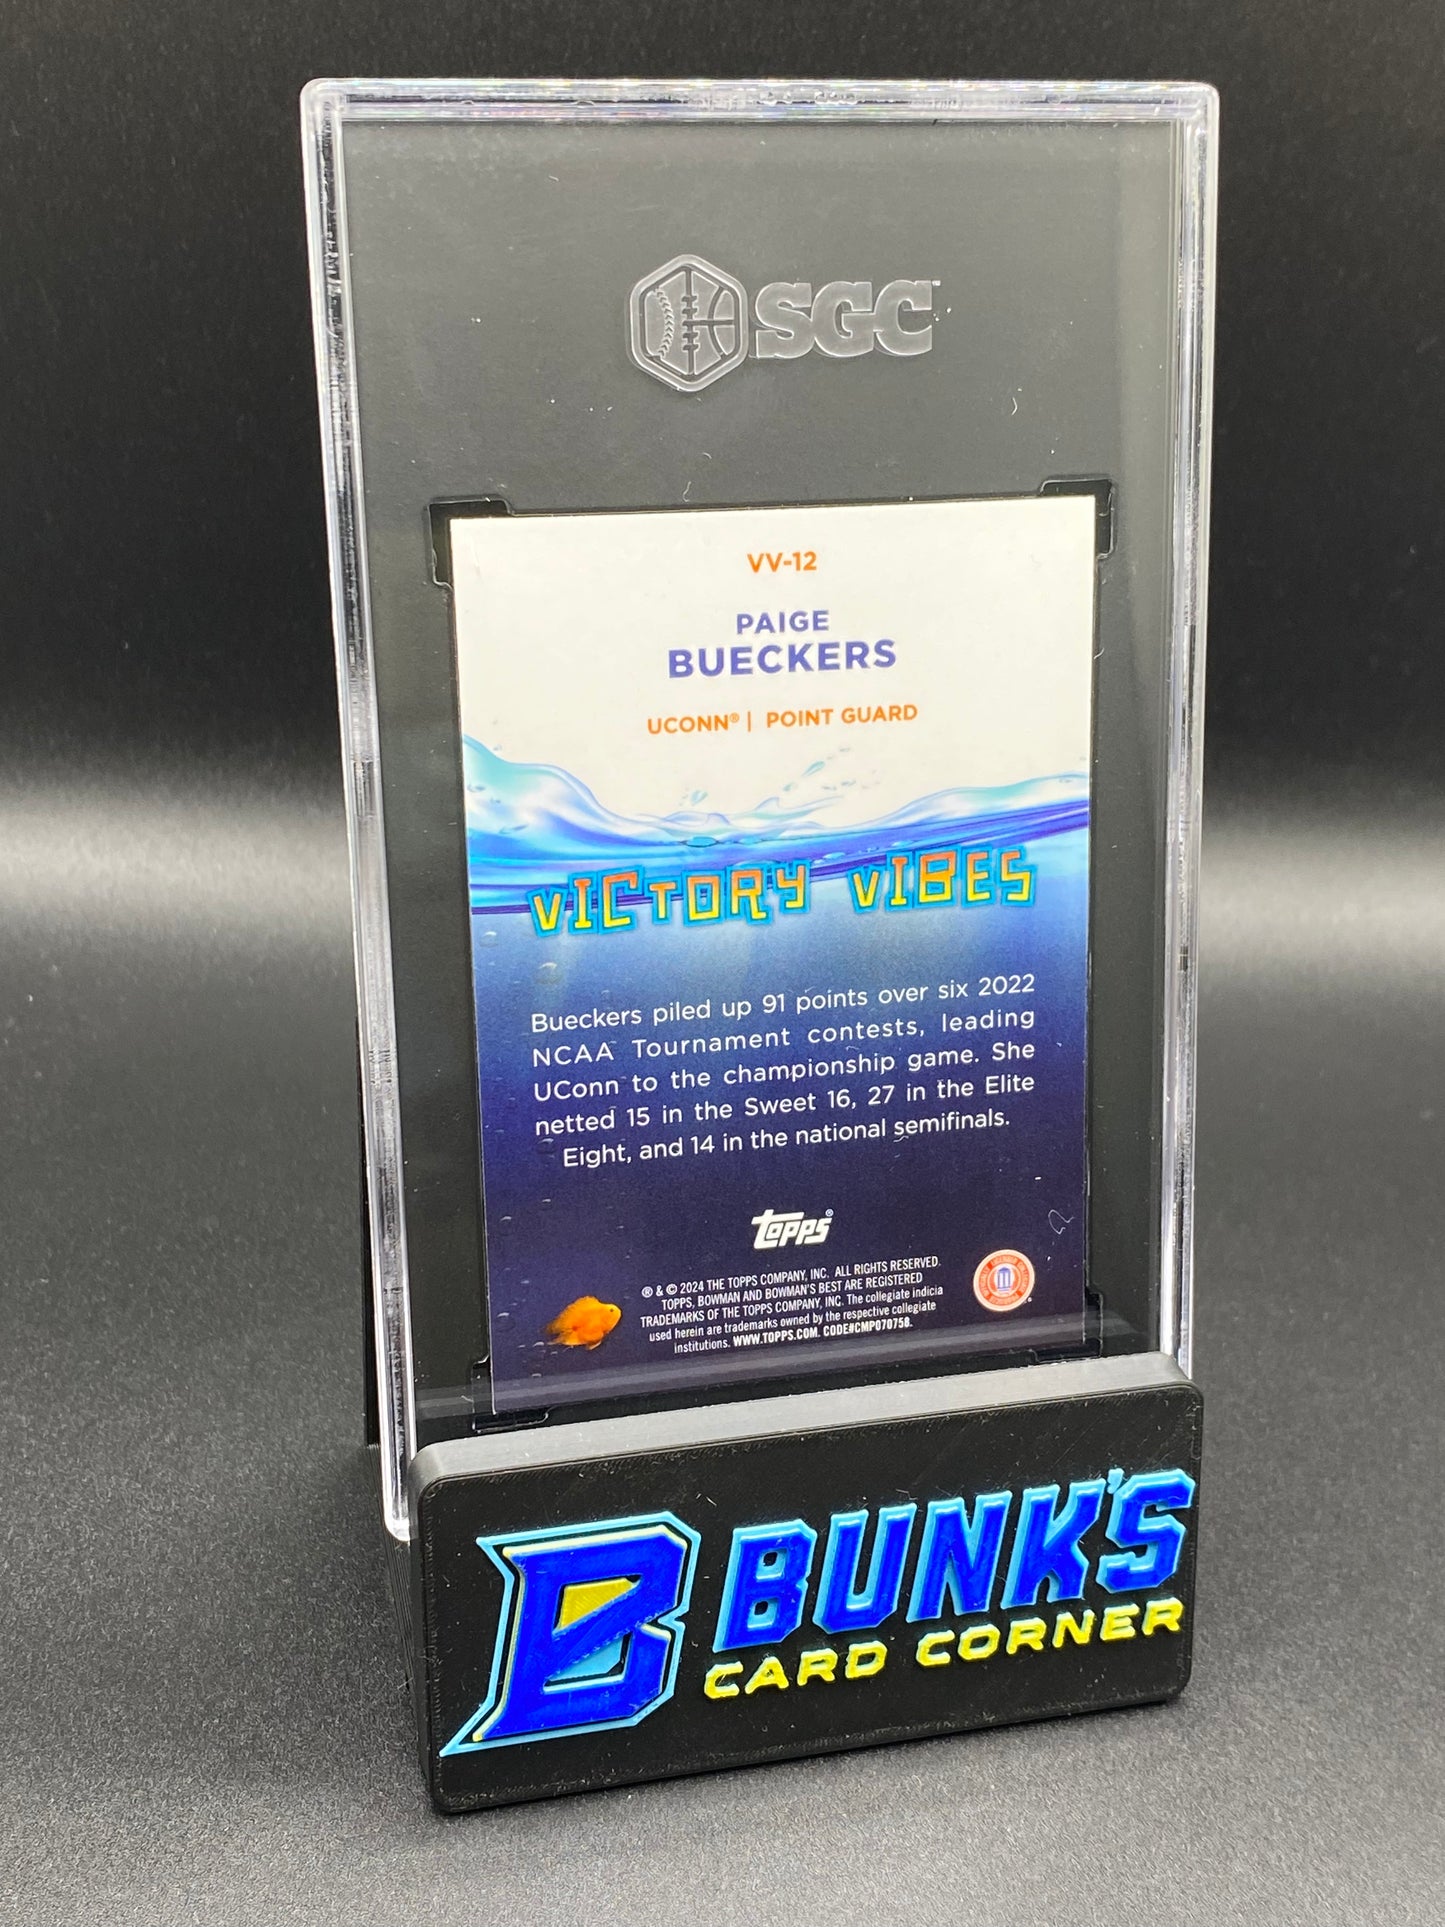 SGC™
VV-12
PAIGE
BUECKERS
UCONN® | POINT GUARD
VICTORY VIBES
Bueckers piled up 91 points over six 2022
NCAA Tournament contests, leading
UConn to the championship game. She
netted 15 in the Sweet 16, 27 in the Elite
Eight, and 14 in the national semifinals.
Topps®
® & © 2024 THE TOPPS COMPANY, INC. ALL RIGHTS RESERVED.
TOPPS, BOWMAN AND BOWMAN'S BEST ARE REGISTERED
TRADEMARKS OF THE TOPPS COMPANY, INC. The collegiate indicia
used herein are trademarks owned by the respective collegiate
institutions. WWW.TOPPS.COM. CODE#CMP070758.
B BUNK'S
CARD CORNER